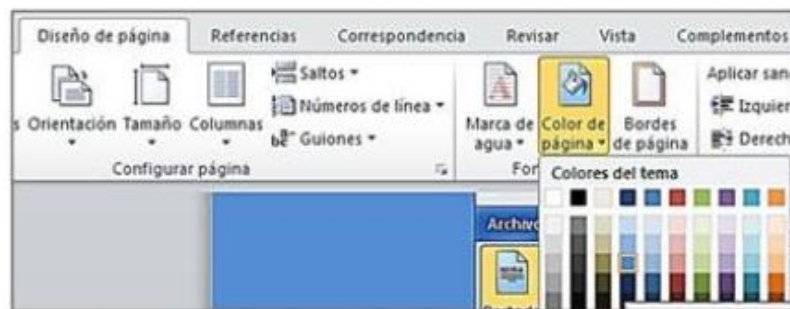 Diseño de página Referencias Correspondencia Revisar Vista Complementos
Saltos
Números de línea
Guiones
s Orientación Tamaño Columnas
Configurar página
Marca de agua
Color de página
Bordes de página
For
Aplicar san
Izquier
Derech
Colores del tema
Archivo